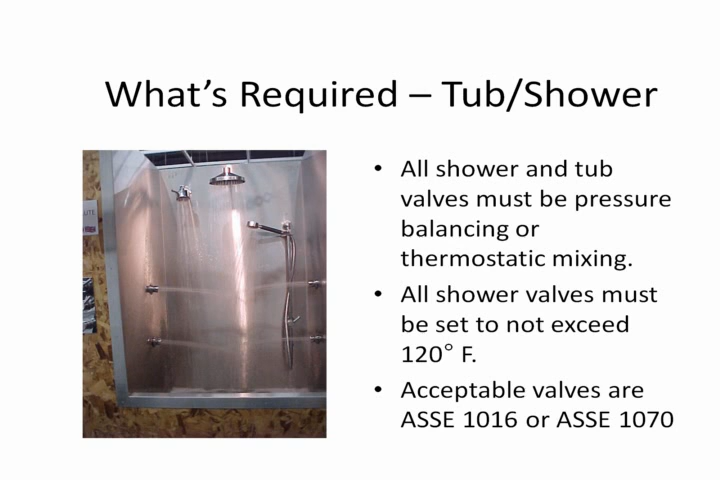 What's Required – Tub/Shower
• All shower and tub
valves must be pressure
balancing or
thermostatic mixing.
• All shower valves must
be set to not exceed
120° F.
• Acceptable valves are
ASSE 1016 or ASSE 1070